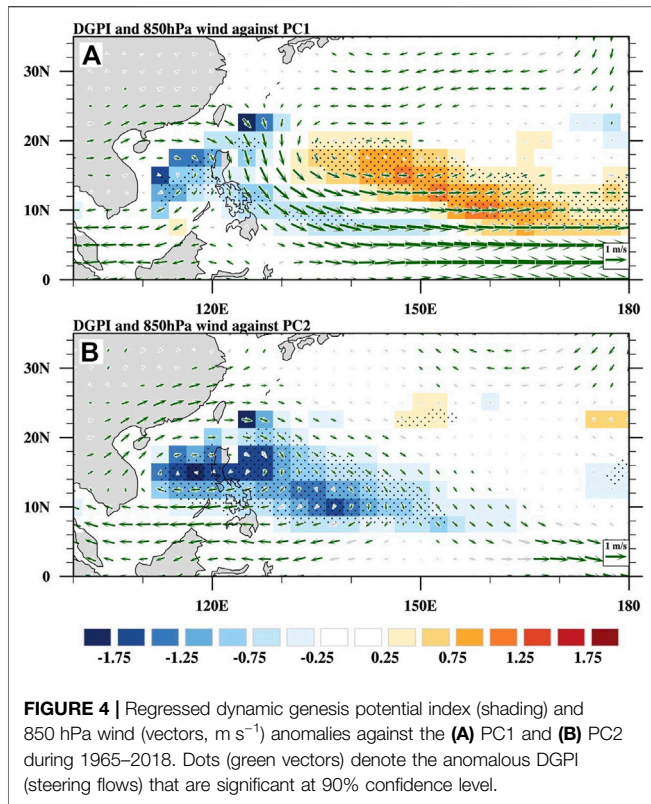 DGPI and 850hPa wind against PC1
A
30N
20N
10N
0
1 m/s
120E 150E 180
DGPI and 850hPa wind against PC2
B
30N
20N
10N
0
1 m/s
120E 150E 180
-1.75 -1.25 -0.75 -0.25 0.25 0.75 1.25 1.75
FIGURE 4 | Regressed dynamic genesis potential index (shading) and
850 hPa wind (vectors, m s⁻¹) anomalies against the (A) PC1 and (B) PC2
during 1965–2018. Dots (green vectors) denote the anomalous DGPI
(steering flows) that are significant at 90% confidence level.